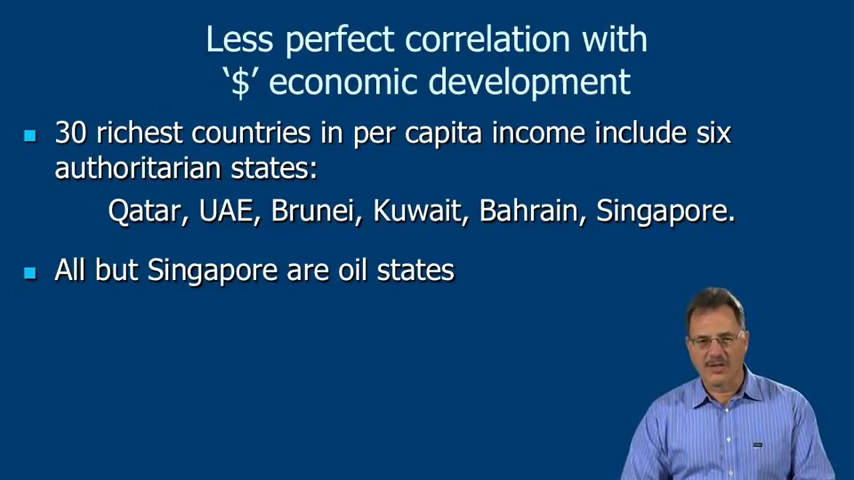 Less perfect correlation with
‘$’ economic development
30 richest countries in per capita income include six
authoritarian states:
Qatar, UAE, Brunei, Kuwait, Bahrain, Singapore.
All but Singapore are oil states